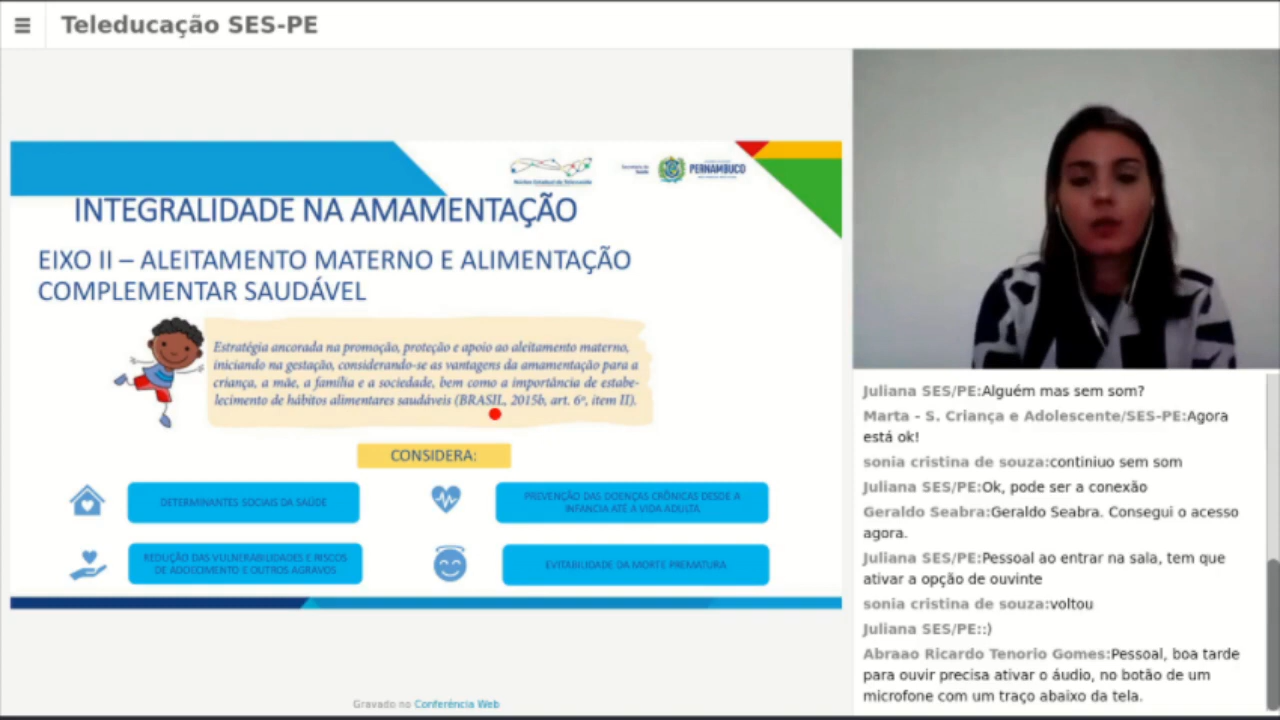 Teleducação SES-PE
Núcleo Estadual de Telessaúde
Secretaria de
Saúde
PERNAMBUCO
INTEGRALIDADE NA AMAMENTAÇÃO
EIXO II – ALEITAMENTO MATERNO E ALIMENTAÇÃO
COMPLEMENTAR SAUDÁVEL
Estratégia ancorada na promoção, proteção e apoio ao aleitamento materno,
iniciando na gestação, considerando-se as vantagens da amamentação para a
criança, a mãe, a família e a sociedade, bem como a importância de estabe-
lecimento de hábitos alimentares saudáveis (BRASIL, 2015b, art. 6º, item II).
CONSIDERA:
DETERMINANTES SOCIAIS DA SAÚDE
PREVENÇÃO DAS DOENÇAS CRÔNICAS DESDE A
INFANCIA ATÉ A VIDA ADULTA
REDUÇÃO DAS VULNERABILIDADES E RISCOS
DE ADOECIMENTO E OUTROS AGRAVOS
EVITABILIDADE DA MORTE PREMATURA
Gravado no Conferência Web
Juliana SES/PE:Alguém mas sem som?
Marta - S. Criança e Adolescente/SES-PE:Agora
está ok!
sonia cristina de souza:continiuo sem som
Juliana SES/PE:Ok, pode ser a conexão
Geraldo Seabra:Geraldo Seabra. Consegui o acesso
agora.
Juliana SES/PE:Pessoal ao entrar na sala, tem que
ativar a opção de ouvinte
sonia cristina de souza:voltou
Juliana SES/PE::)
Abraao Ricardo Tenorio Gomes:Pessoal, boa tarde
para ouvir precisa ativar o áudio, no botão de um
microfone com um traço abaixo da tela.